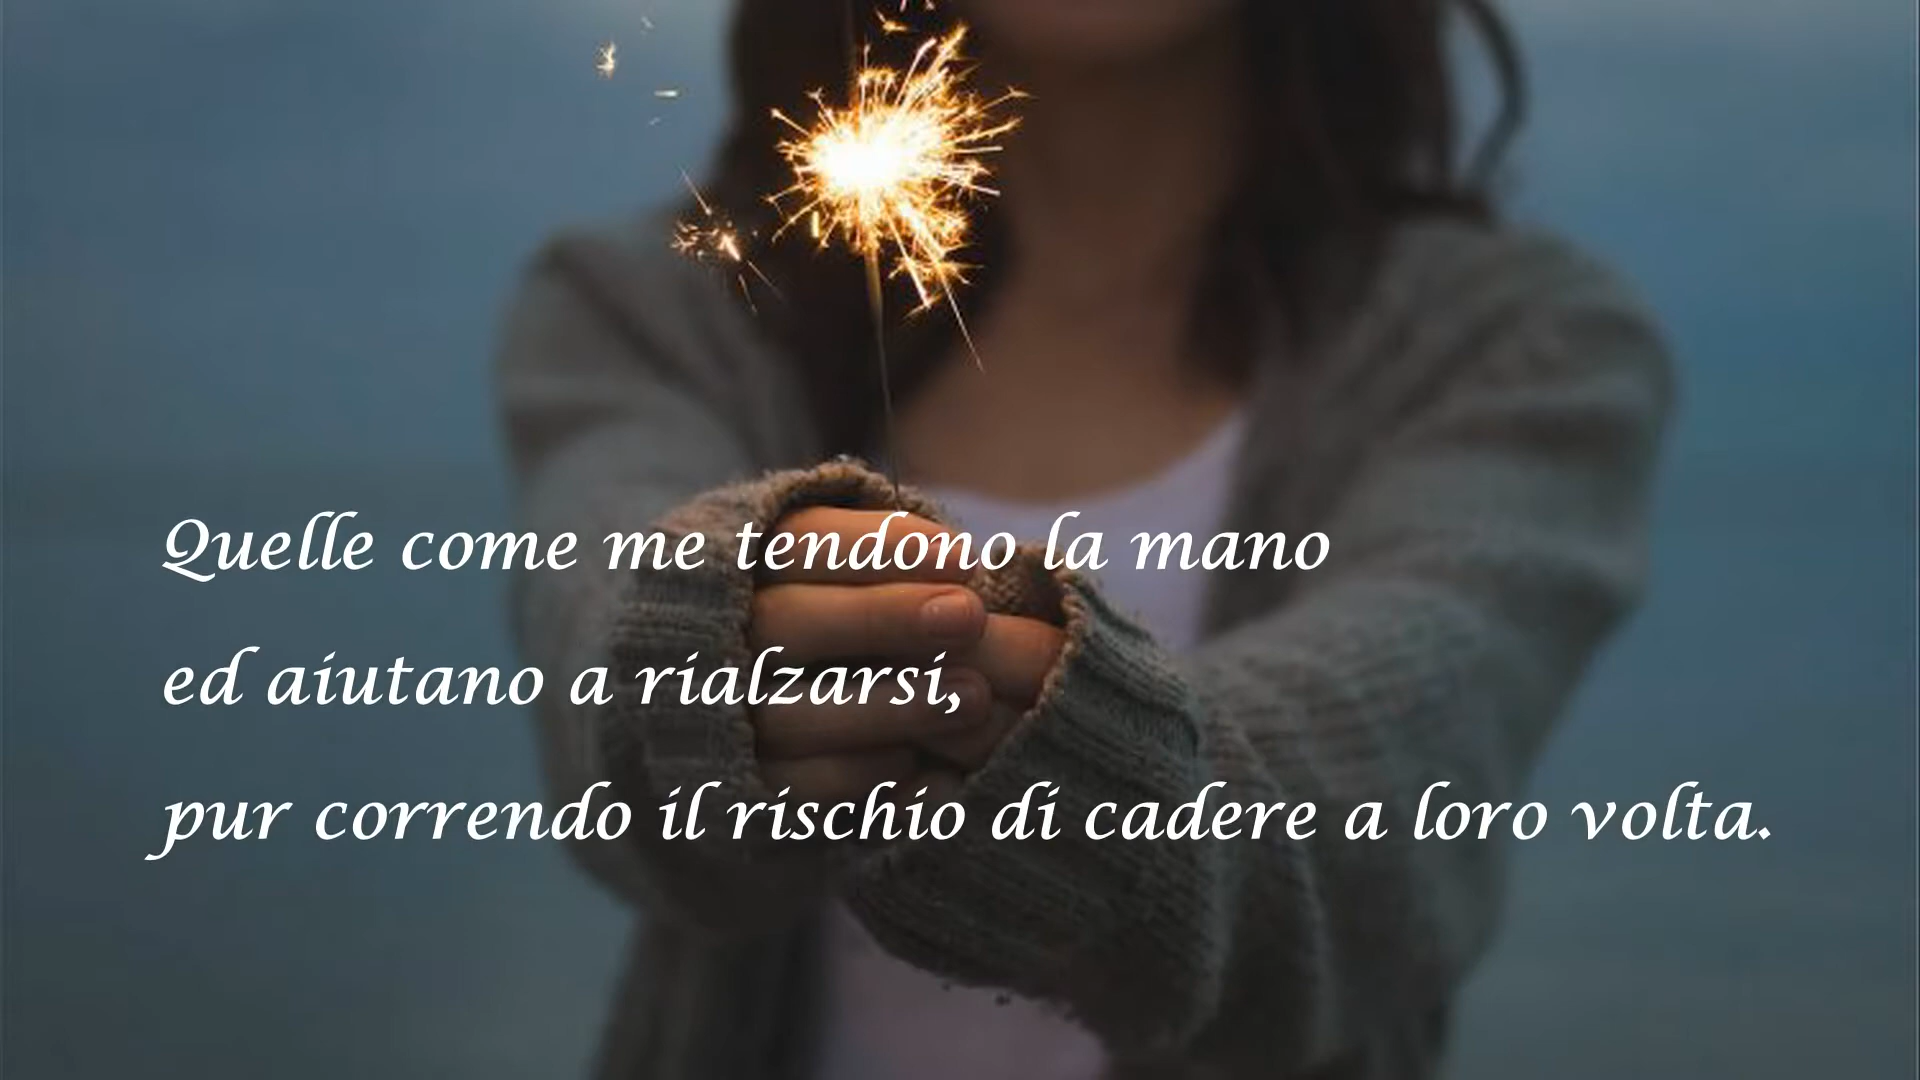 Quelle come me tendono la mano
ed aiutano a rialzarsi,
pur correndo il rischio di cadere a loro volta.